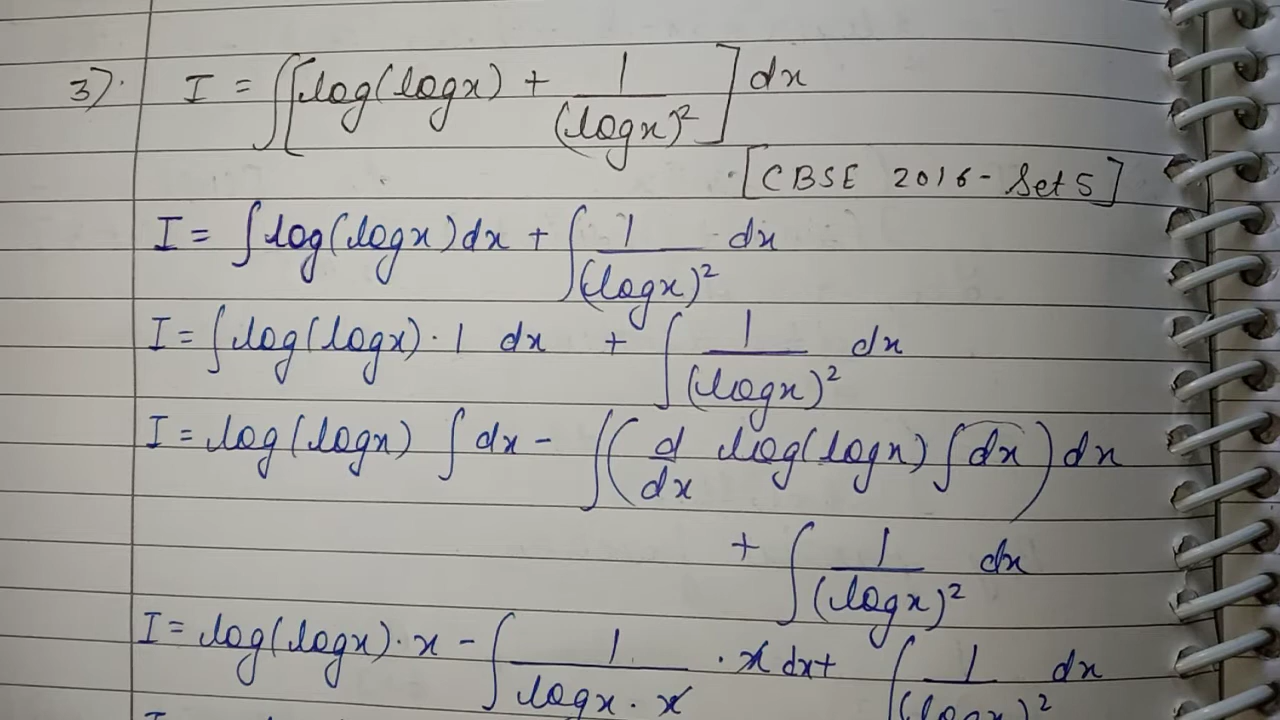 3). I = ∫[log(logx) + 1/(logx)²] dx
[CBSE 2016 - Set 5]
I = ∫log(logx)dx + ∫1/(logx)² dx
I = ∫log(logx)·1 dx + ∫1/(logx)² dx
I = log(logx) ∫dx - ∫(d/dx log(logx) ∫dx) dx
+ ∫1/(logx)² dx
I = log(logx)·x - ∫1/(logx·x) ·x dx + ∫1/(logx)² dx